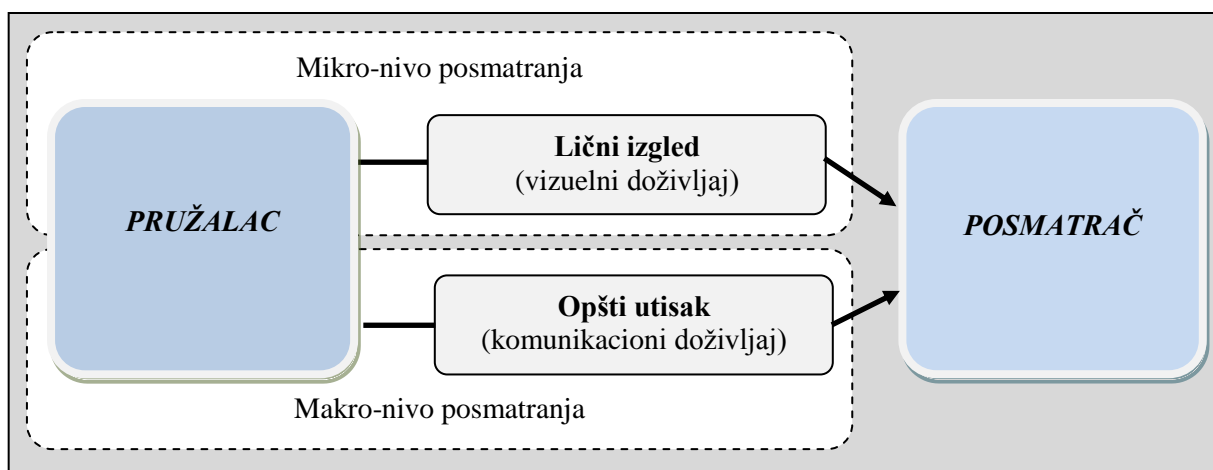 Mikro-nivo posmatranja
Lični izgled
(vizuelni doživljaj)
PRUŽALAC
POSMATRAČ
Opšti utisak
(komunikacioni doživljaj)
Makro-nivo posmatranja